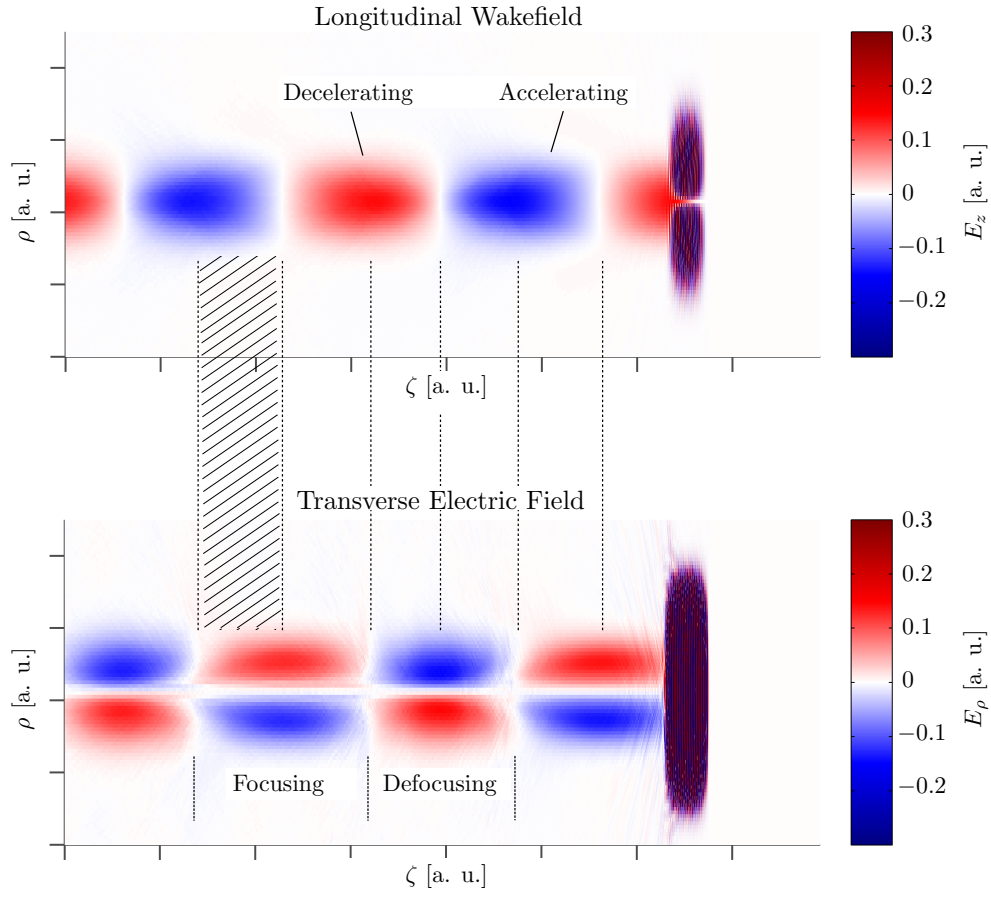 Longitudinal Wakefield
Decelerating
Accelerating
ρ [a. u.]
ζ [a. u.]
0.3
0.2
0.1
0
−0.1
−0.2
E_z [a. u.]
Transverse Electric Field
ρ [a. u.]
Focusing
Defocusing
ζ [a. u.]
0.3
0.2
0.1
0
−0.1
−0.2
E_ρ [a. u.]